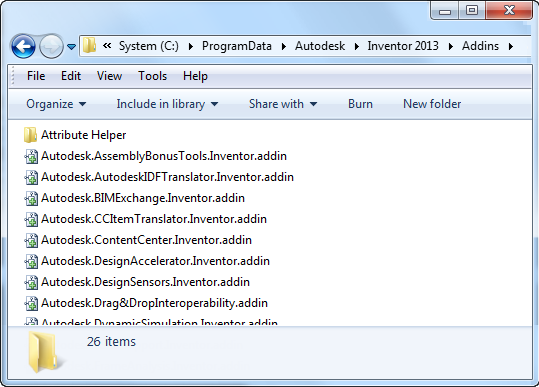 « System (C:) ▸ ProgramData ▸ Autodesk ▸ Inventor 2013 ▸ Addins ▸
File Edit View Tools Help
Organize Include in library Share with Burn New folder
Attribute Helper
Autodesk.AssemblyBonusTools.Inventor.addin
Autodesk.AutodeskIDFTranslator.Inventor.addin
Autodesk.BIMExchange.Inventor.addin
Autodesk.CCItemTranslator.Inventor.addin
Autodesk.ContentCenter.Inventor.addin
Autodesk.DesignAccelerator.Inventor.addin
Autodesk.DesignSensors.Inventor.addin
Autodesk.Drag&DropInteroperability.addin
Autodesk.DynamicSimulation.Inventor.addin
26 items